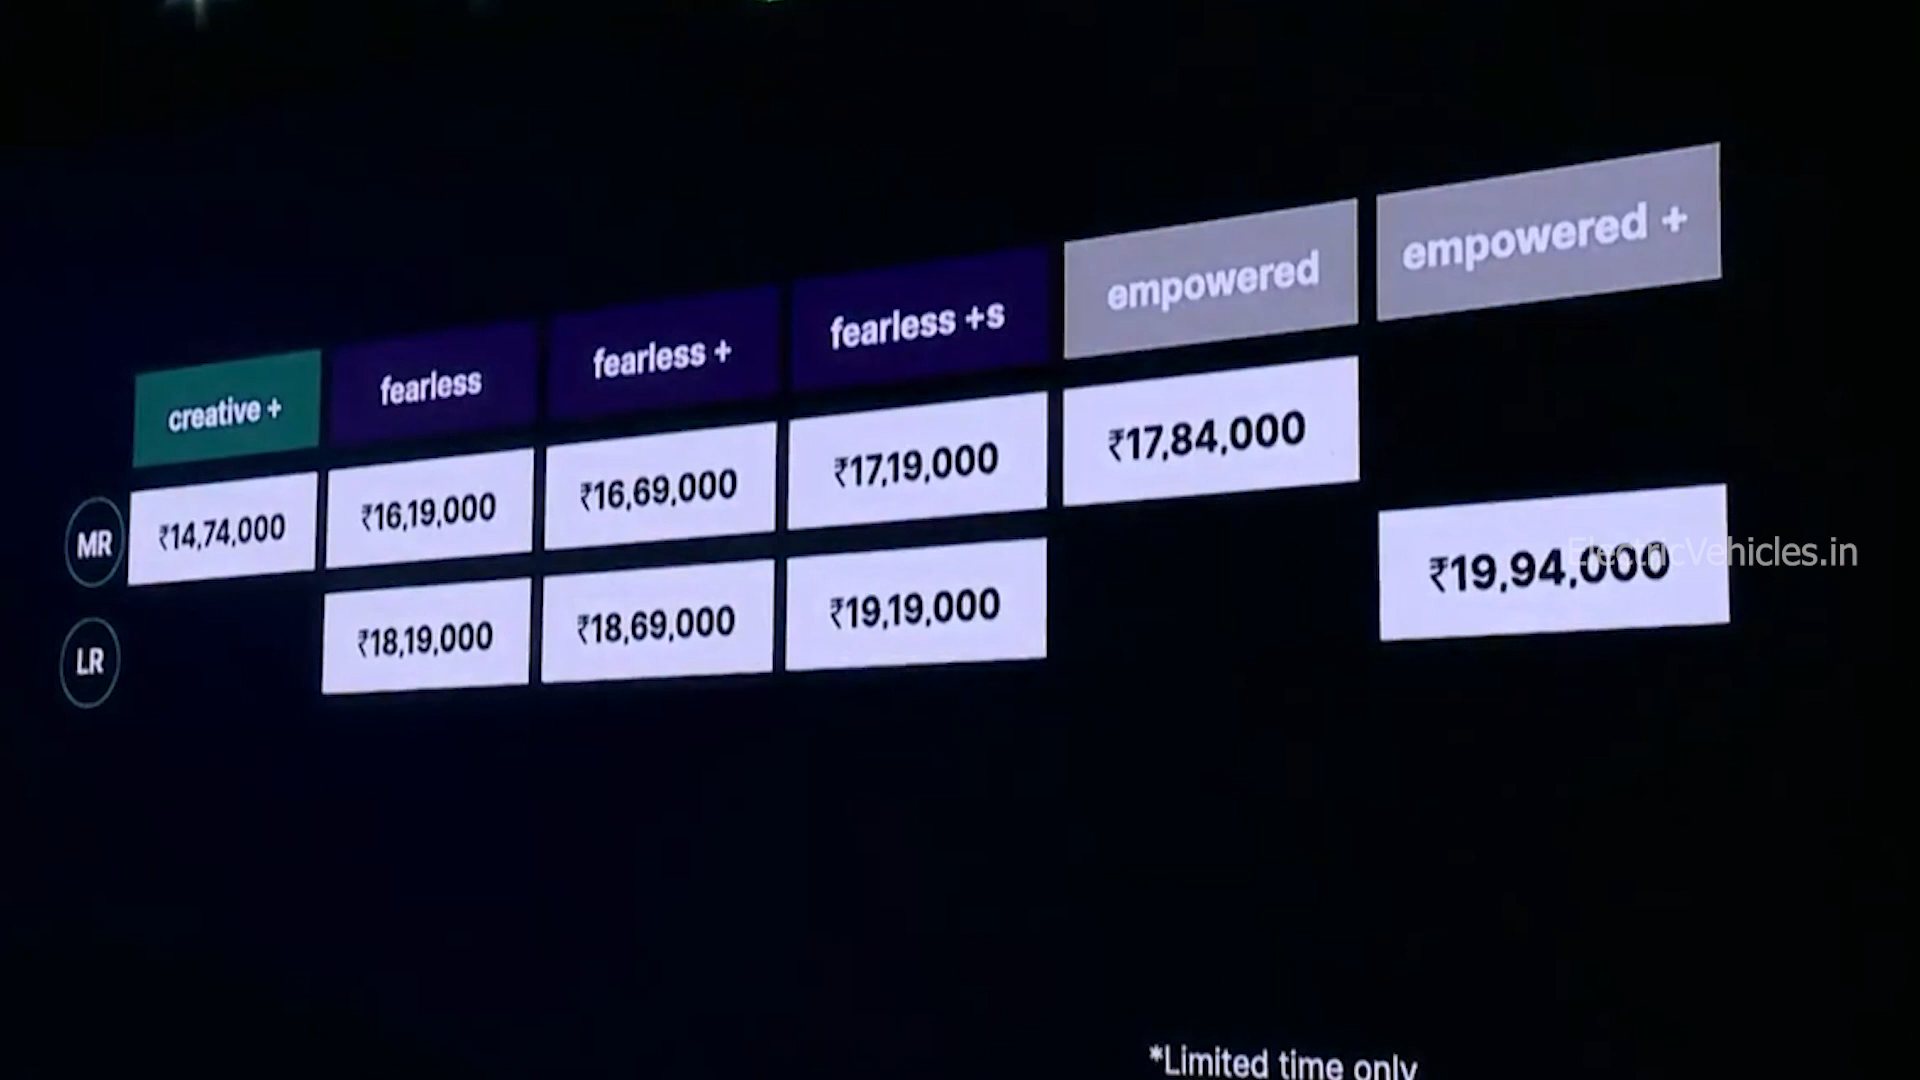 creative + fearless fearless + fearless +s empowered empowered +
MR ₹14,74,000 ₹16,19,000 ₹16,69,000 ₹17,19,000 ₹17,84,000
LR ₹18,19,000 ₹18,69,000 ₹19,19,000 ₹19,94,000
ElectricVehicles.in
*Limited time only